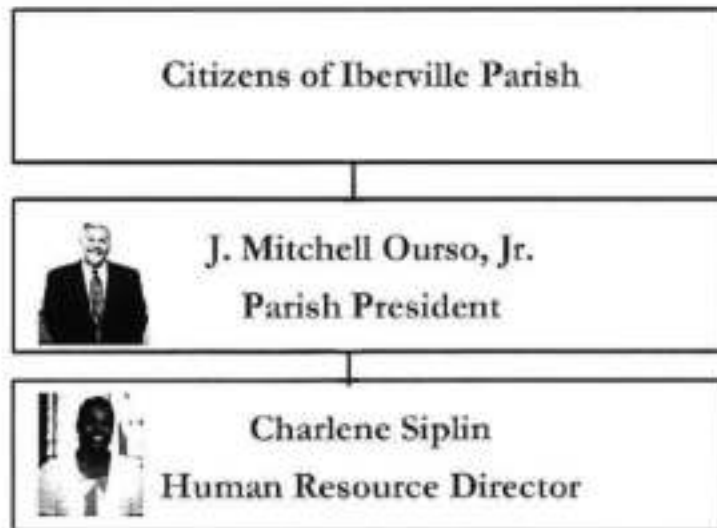 Citizens of Iberville Parish
J. Mitchell Ourso, Jr.
Parish President
Charlene Siplin
Human Resource Director